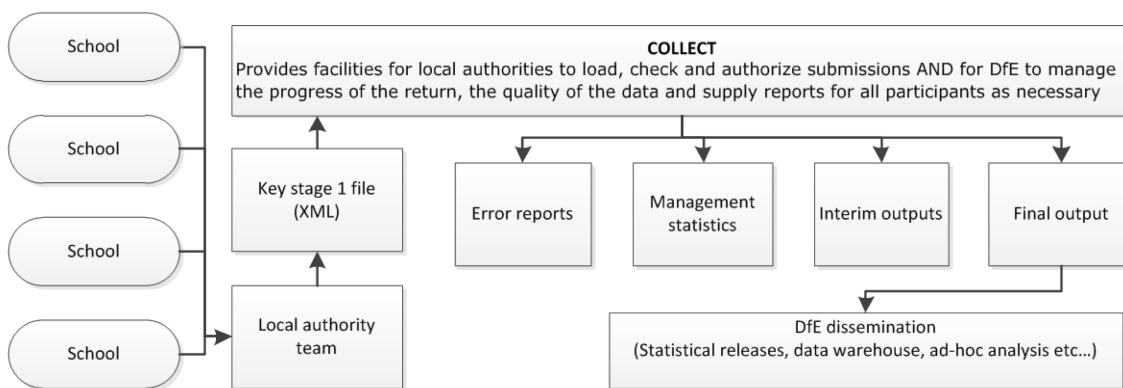 School
School
School
School
COLLECT
Provides facilities for local authorities to load, check and authorize submissions AND for DfE to manage
the progress of the return, the quality of the data and supply reports for all participants as necessary
Key stage 1 file
(XML)
Local authority
team
Error reports
Management
statistics
Interim outputs
Final output
DfE dissemination
(Statistical releases, data warehouse, ad-hoc analysis etc...)